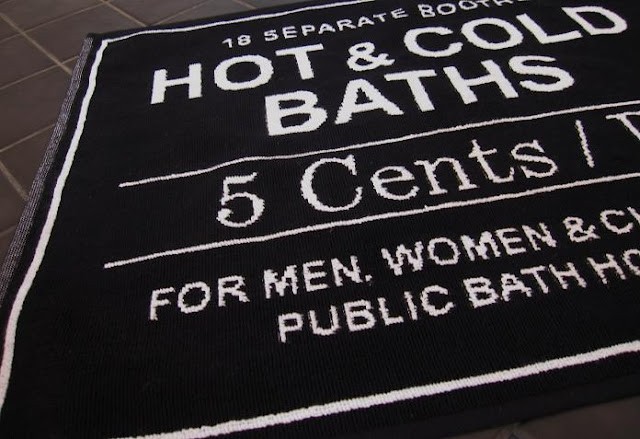 18 SEPARATE
HOT & COLD
BATHS
5 Cents /
FOR MEN, WOMEN &
PUBLIC BATH